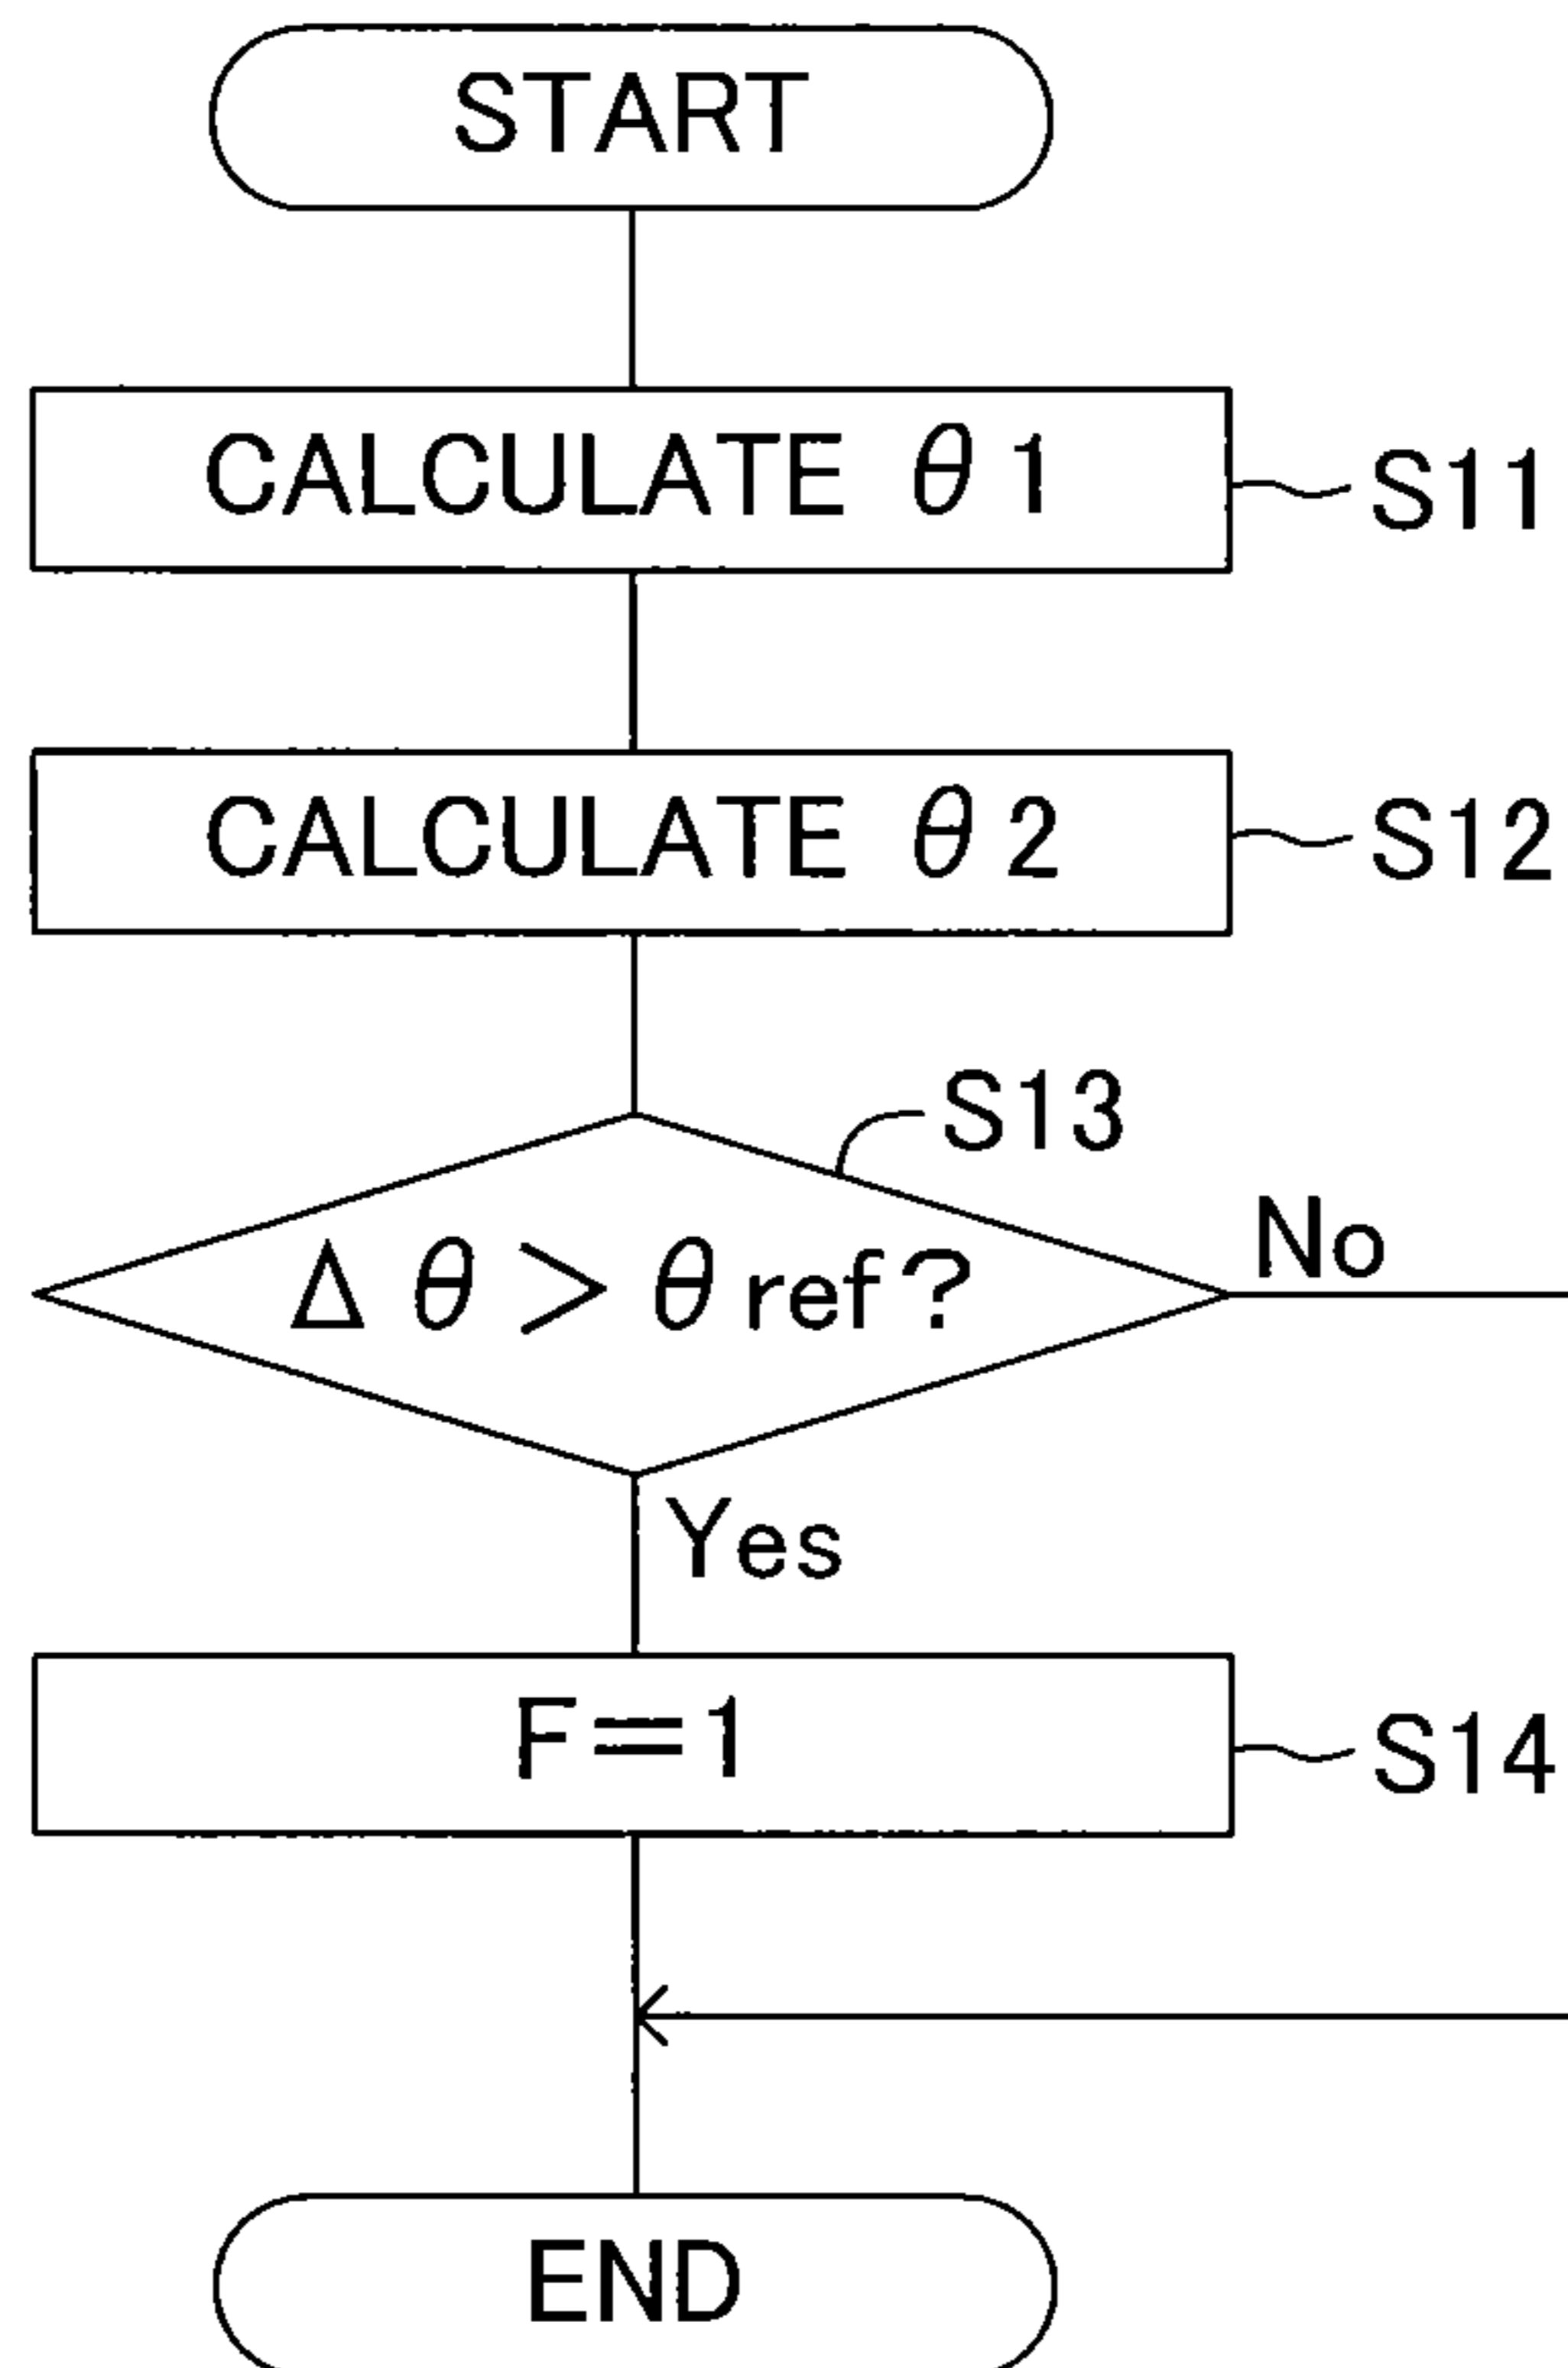 START
CALCULATE θ1
S11
CALCULATE θ2
S12
S13
Δθ>θref?
No
Yes
F=1
S14
END